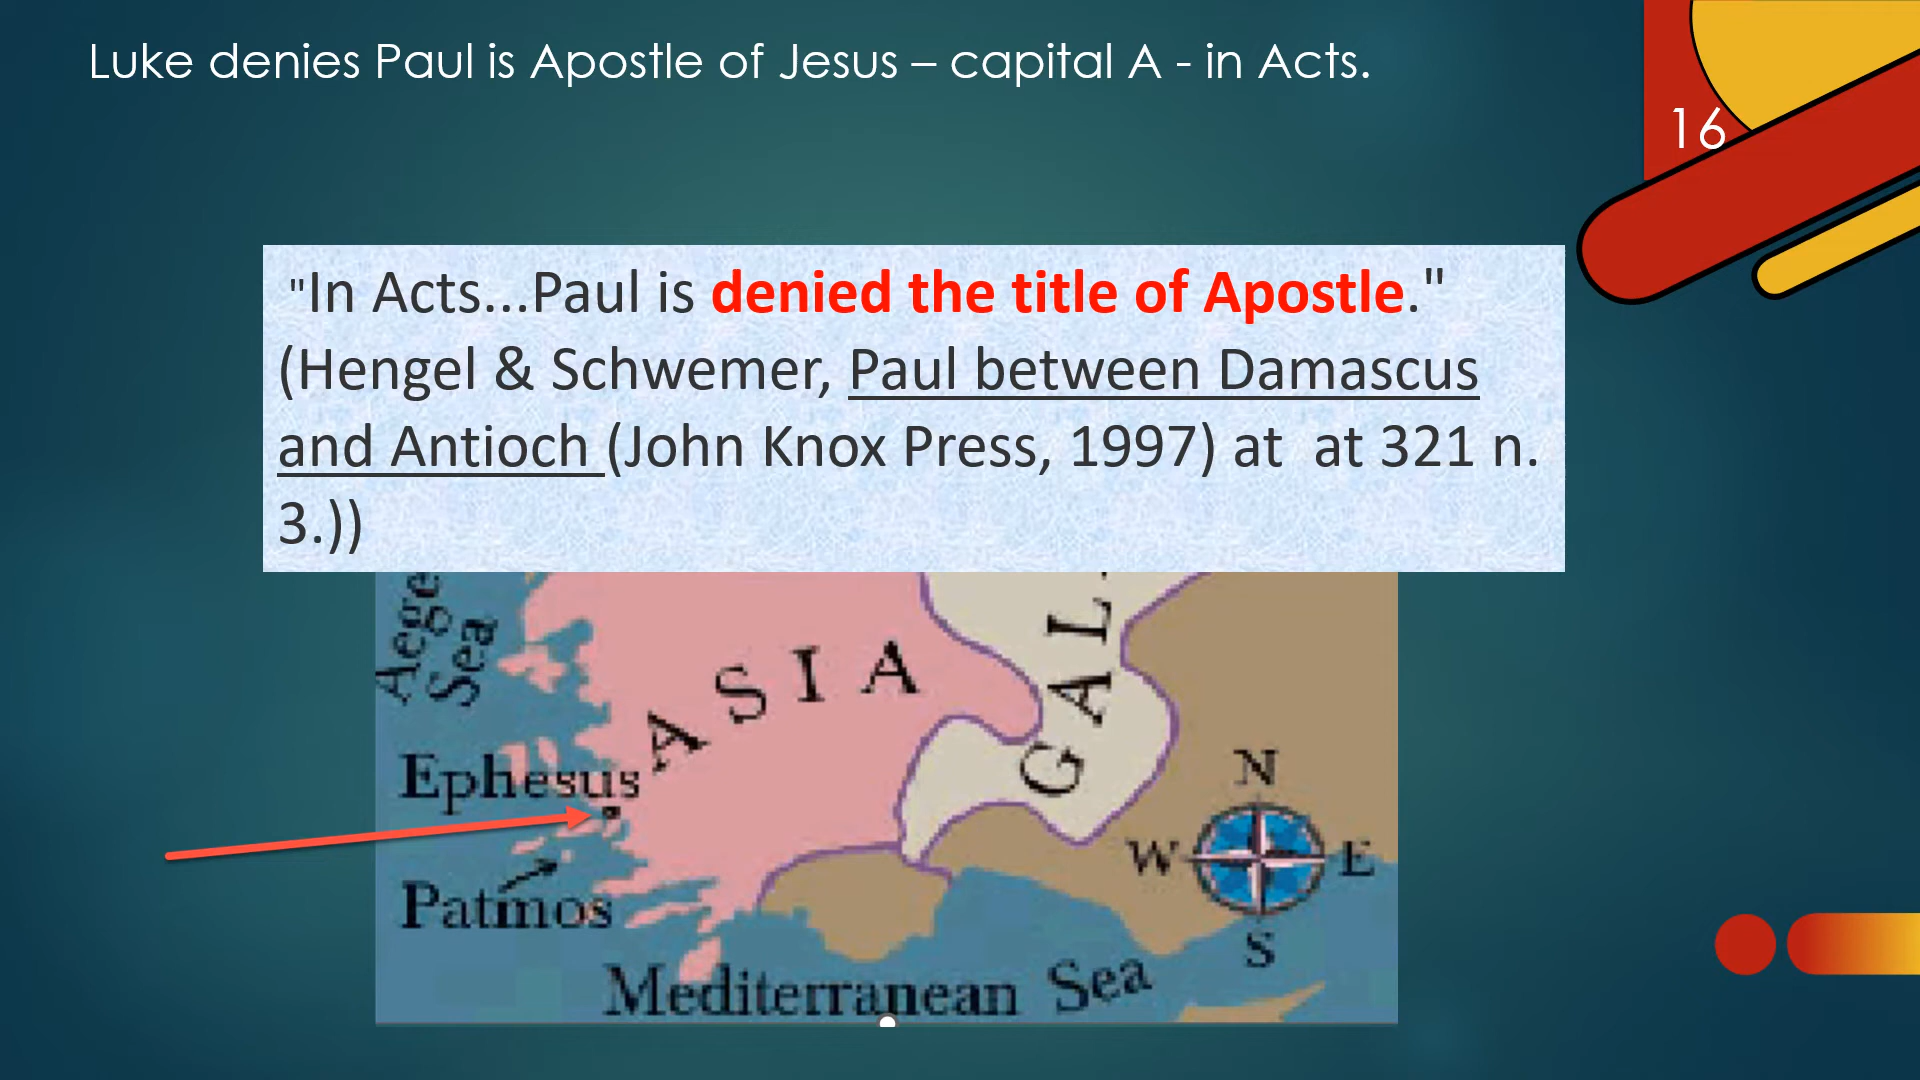 Luke denies Paul is Apostle of Jesus – capital A - in Acts.
16
"In Acts...Paul is denied the title of Apostle."
(Hengel & Schwemer, Paul between Damascus
and Antioch (John Knox Press, 1997) at  at 321 n.
3.))
Aege
Sea
ASIA
GAL
Ephesus
Patmos
N
W
E
S
Mediterranean Sea